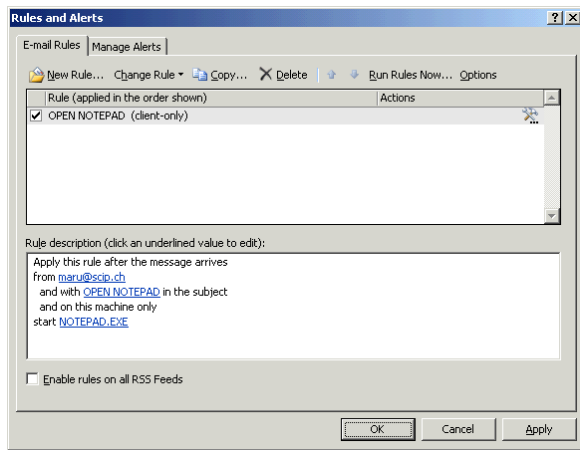 Rules and Alerts
E-mail Rules Manage Alerts
New Rule... Change Rule Copy... Delete Run Rules Now... Options
Rule (applied in the order shown) Actions
OPEN NOTEPAD (client-only)
Rule description (click an underlined value to edit):
Apply this rule after the message arrives
from maru@scip.ch
and with OPEN NOTEPAD in the subject
and on this machine only
start NOTEPAD.EXE
Enable rules on all RSS Feeds
OK Cancel Apply